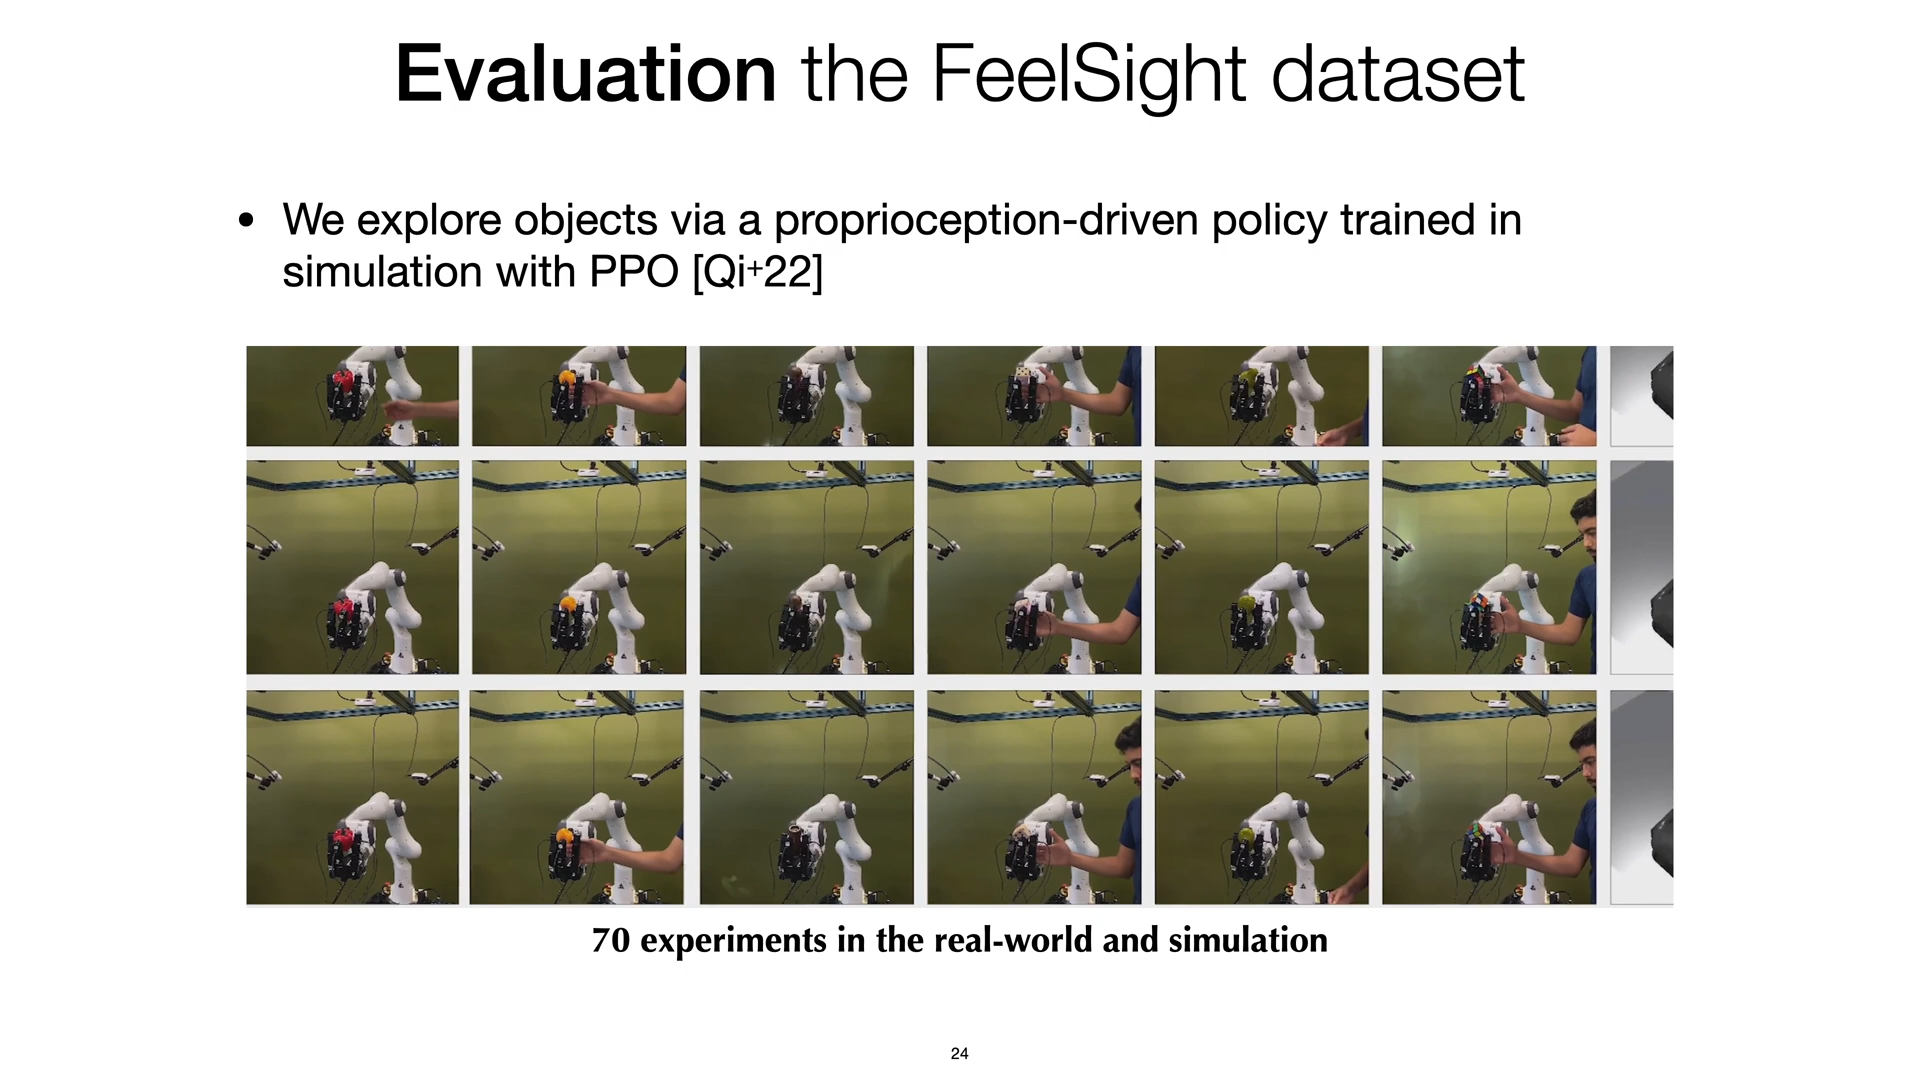 Evaluation the FeelSight dataset
• We explore objects via a proprioception-driven policy trained in
simulation with PPO [Qi+22]
70 experiments in the real-world and simulation
24